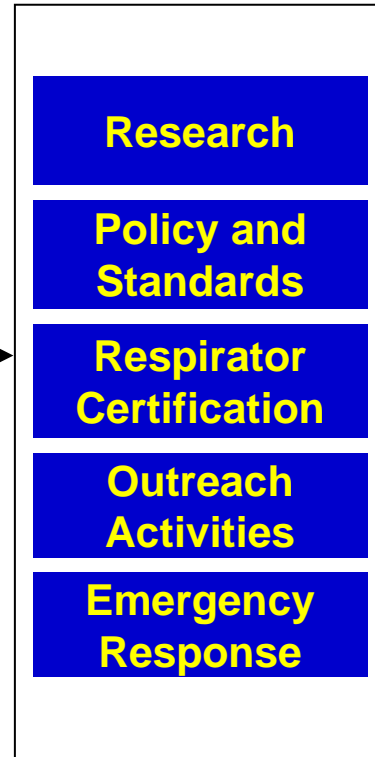 Research
Policy and
Standards
Respirator
Certification
Outreach
Activities
Emergency
Response